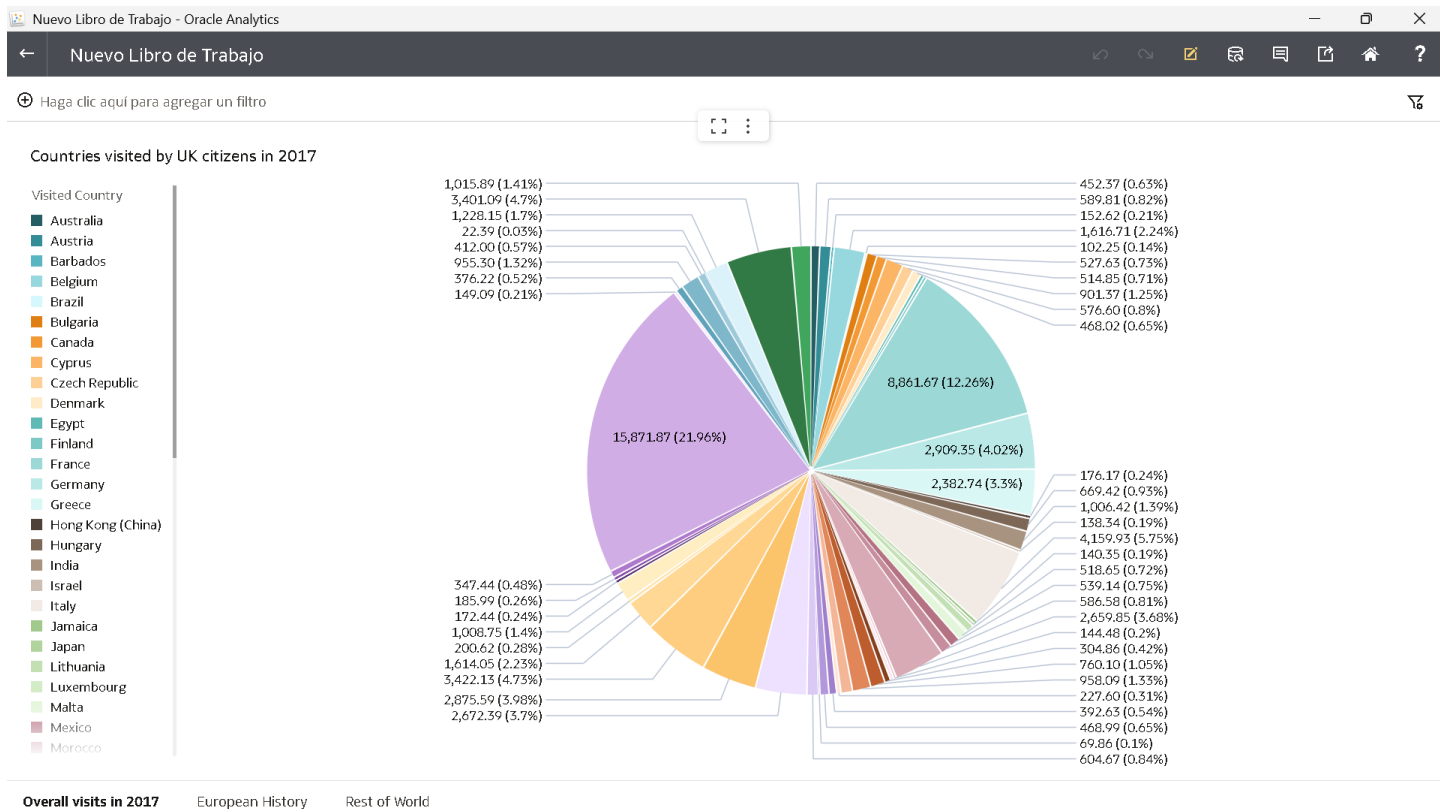 Nuevo Libro de Trabajo - Oracle Analytics
Nuevo Libro de Trabajo
?
Haga clic aquí para agregar un filtro
Countries visited by UK citizens in 2017
Visited Country
Australia
Austria
Barbados
Belgium
Brazil
Bulgaria
Canada
Cyprus
Czech Republic
Denmark
Egypt
Finland
France
Germany
Greece
Hong Kong (China)
Hungary
India
Israel
Italy
Jamaica
Japan
Lithuania
Luxembourg
Malta
Mexico
Morocco
1,015.89 (1.41%)
3,401.09 (4.7%)
1,228.15 (1.7%)
22.39 (0.03%)
412.00 (0.57%)
955.30 (1.32%)
376.22 (0.52%)
149.09 (0.21%)
15,871.87 (21.96%)
347.44 (0.48%)
185.99 (0.26%)
172.44 (0.24%)
1,008.75 (1.4%)
200.62 (0.28%)
1,614.05 (2.23%)
3,422.13 (4.73%)
2,875.59 (3.98%)
2,672.39 (3.7%)
452.37 (0.63%)
589.81 (0.82%)
152.62 (0.21%)
1,616.71 (2.24%)
102.25 (0.14%)
527.63 (0.73%)
514.85 (0.71%)
901.37 (1.25%)
576.60 (0.8%)
468.02 (0.65%)
8,861.67 (12.26%)
2,909.35 (4.02%)
2,382.74 (3.3%)
176.17 (0.24%)
669.42 (0.93%)
1,006.42 (1.39%)
138.34 (0.19%)
4,159.93 (5.75%)
140.35 (0.19%)
518.65 (0.72%)
539.14 (0.75%)
586.58 (0.81%)
2,659.85 (3.68%)
144.48 (0.2%)
304.86 (0.42%)
760.10 (1.05%)
958.09 (1.33%)
227.60 (0.31%)
392.63 (0.54%)
468.99 (0.65%)
69.86 (0.1%)
604.67 (0.84%)
Overall visits in 2017 European History Rest of World